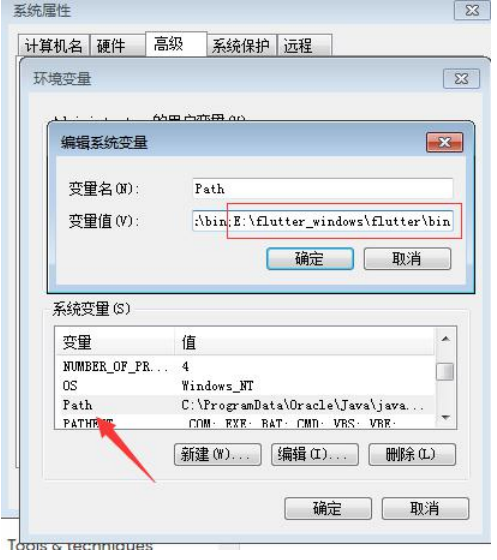 系统属性
计算机名 硬件 高级 系统保护 远程
环境变量
的用户变量(U)
编辑系统变量
变量名(N): Path
变量值(V): :\bin;E:\flutter_windows\flutter\bin
确定 取消
系统变量(S)
变量 值
NUMBER_OF_PR... 4
OS Windows_NT
Path C:\ProgramData\Oracle\Java\java...
PATHEXT .COM;.EXE;.BAT;.CMD;.VBS;.VBE;
新建(W)... 编辑(I)... 删除(L)
确定 取消
Tools & techniques